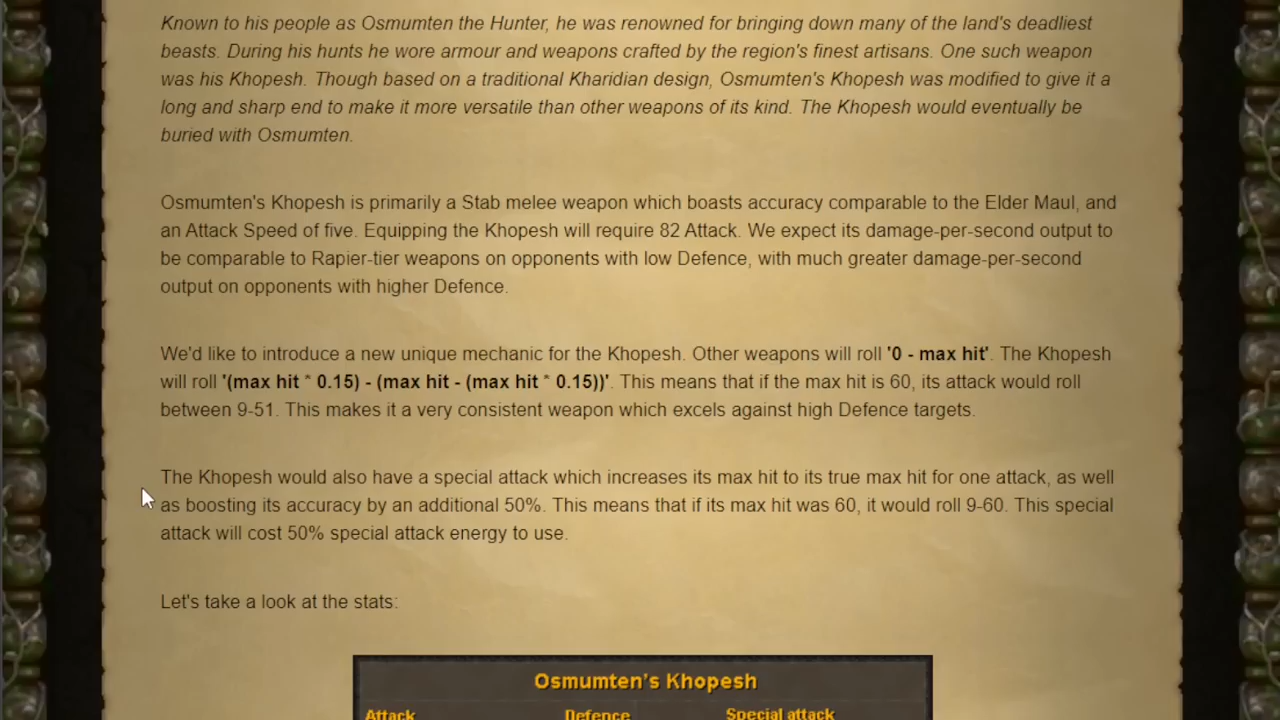 Known to his people as Osmumten the Hunter, he was renowned for bringing down many of the land's deadliest
beasts. During his hunts he wore armour and weapons crafted by the region's finest artisans. One such weapon
was his Khopesh. Though based on a traditional Kharidian design, Osmumten's Khopesh was modified to give it a
long and sharp end to make it more versatile than other weapons of its kind. The Khopesh would eventually be
buried with Osmumten.
Osmumten's Khopesh is primarily a Stab melee weapon which boasts accuracy comparable to the Elder Maul, and
an Attack Speed of five. Equipping the Khopesh will require 82 Attack. We expect its damage-per-second output to
be comparable to Rapier-tier weapons on opponents with low Defence, with much greater damage-per-second
output on opponents with higher Defence.
We'd like to introduce a new unique mechanic for the Khopesh. Other weapons will roll '0 - max hit'. The Khopesh
will roll '(max hit * 0.15) - (max hit - (max hit * 0.15))'. This means that if the max hit is 60, its attack would roll
between 9-51. This makes it a very consistent weapon which excels against high Defence targets.
The Khopesh would also have a special attack which increases its max hit to its true max hit for one attack, as well
as boosting its accuracy by an additional 50%. This means that if its max hit was 60, it would roll 9-60. This special
attack will cost 50% special attack energy to use.
Let's take a look at the stats:
Osmumten's Khopesh
Attack Defence Special attack